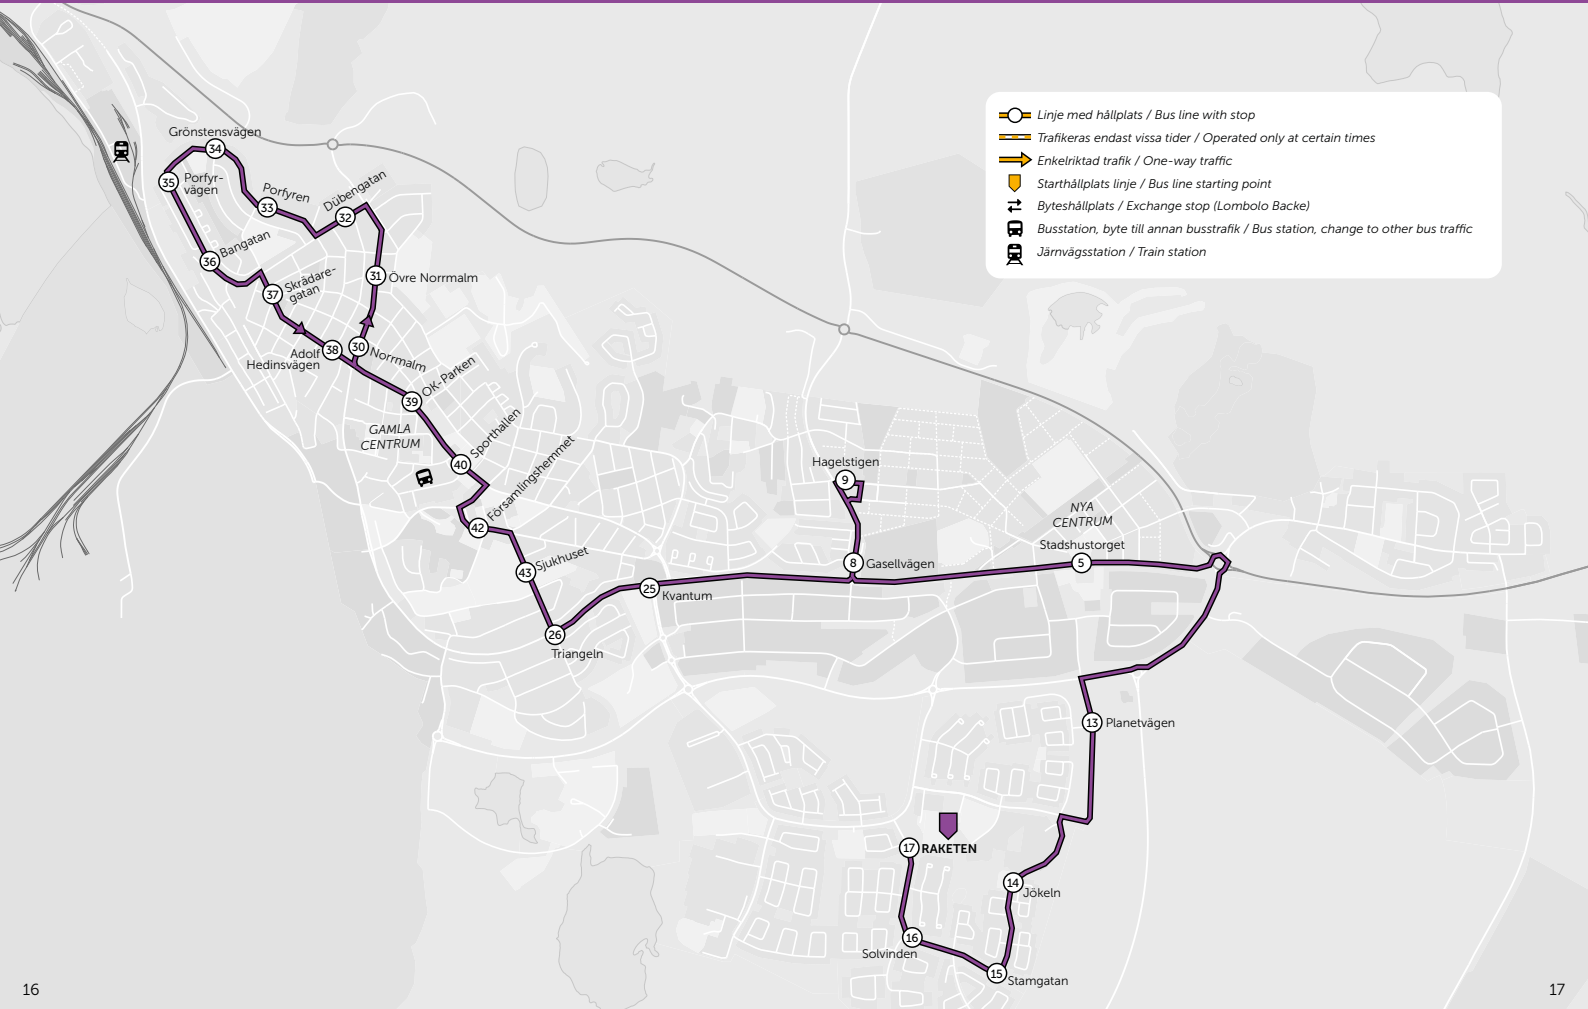 Linje med hållplats / Bus line with stop
Trafikeras endast vissa tider / Operated only at certain times
Enkelriktad trafik / One-way traffic
Starthållplats linje / Bus line starting point
Byteshållplats / Exchange stop (Lombolo Backe)
Busstation, byte till annan busstrafik / Bus station, change to other bus traffic
Järnvägsstation / Train station
Grönstensvägen
34
35
Porfyr-
vägen
Porfyren
33
Dübengatan
32
36
Bangatan
31
Övre Norrmalm
37
Skrädare-
gatan
38
Adolf
Hedinsvägen
30
Norrmalm
39
OK-Parken
GAMLA
CENTRUM
40
Sporthallen
42
Församlingshemmet
43
Sjukhuset
26
Triangeln
25
Kvantum
Hagelstigen
9
8
Gasellvägen
NYA
CENTRUM
Stadshustorget
5
13
Planetvägen
17
RAKETEN
14
Jökeln
16
Solvinden
15
Stamgatan
16
17